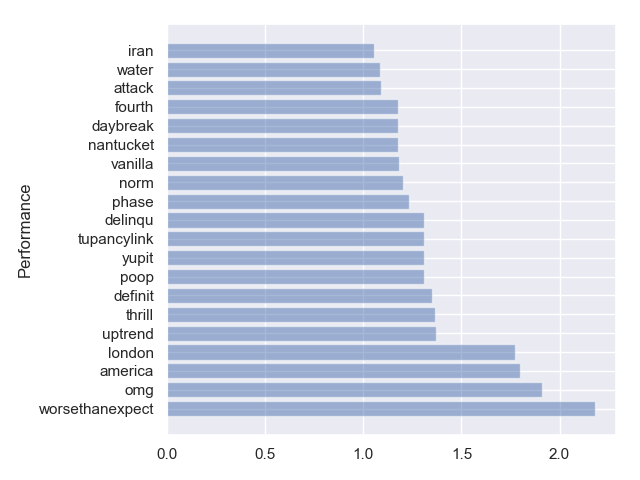 Performance
iran
water
attack
fourth
daybreak
nantucket
vanilla
norm
phase
delinqu
tupancylink
yupit
poop
definit
thrill
uptrend
london
america
omg
worsethanexpect
0.0 0.5 1.0 1.5 2.0